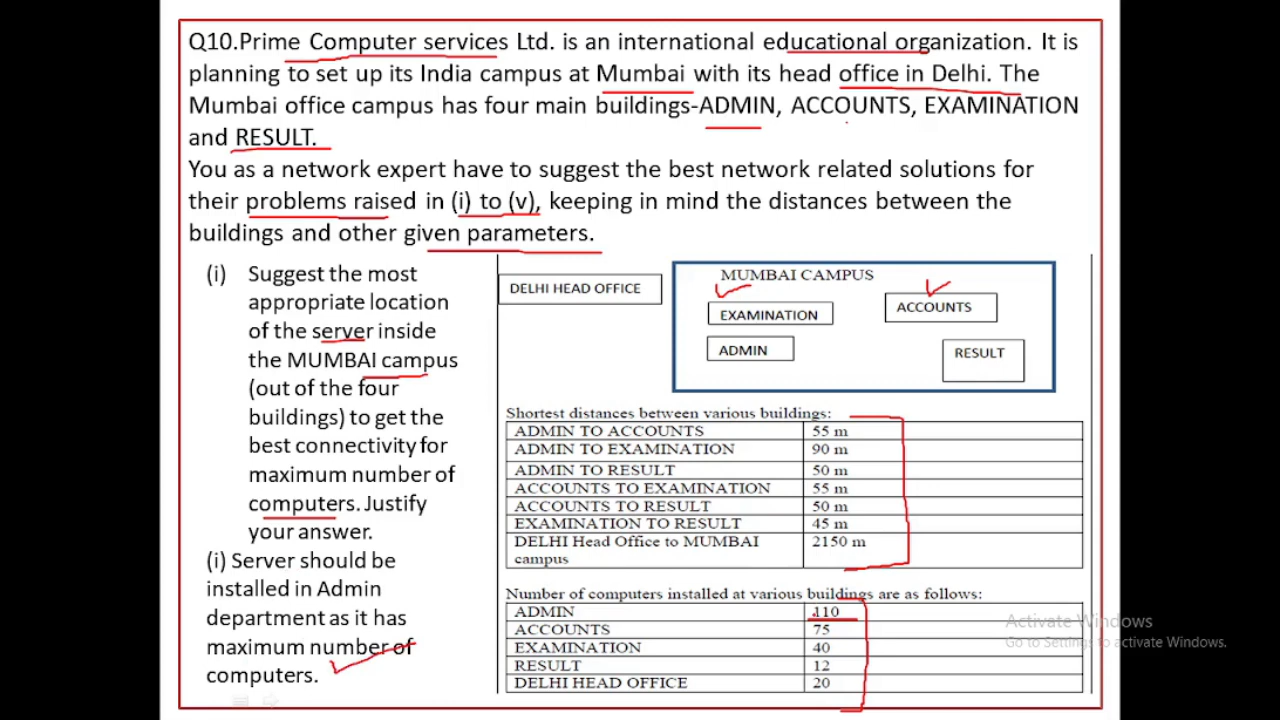 Q10.Prime Computer services Ltd. is an international educational organization. It is
planning to set up its India campus at Mumbai with its head office in Delhi. The
Mumbai office campus has four main buildings-ADMIN, ACCOUNTS, EXAMINATION
and RESULT.
You as a network expert have to suggest the best network related solutions for
their problems raised in (i) to (v), keeping in mind the distances between the
buildings and other given parameters.
(i) Suggest the most
appropriate location
of the server inside
the MUMBAI campus
(out of the four
buildings) to get the
best connectivity for
maximum number of
computers. Justify
your answer.
(i) Server should be
installed in Admin
department as it has
maximum number of
computers.
DELHI HEAD OFFICE
MUMBAI CAMPUS
EXAMINATION
ACCOUNTS
ADMIN
RESULT
Shortest distances between various buildings:
ADMIN TO ACCOUNTS 55 m
ADMIN TO EXAMINATION 90 m
ADMIN TO RESULT 50 m
ACCOUNTS TO EXAMINATION 55 m
ACCOUNTS TO RESULT 50 m
EXAMINATION TO RESULT 45 m
DELHI Head Office to MUMBAI 2150 m
campus
Number of computers installed at various buildings are as follows:
ADMIN 110
ACCOUNTS 75
EXAMINATION 40
RESULT 12
DELHI HEAD OFFICE 20
Activate Windows
Go to Settings to activate Windows.